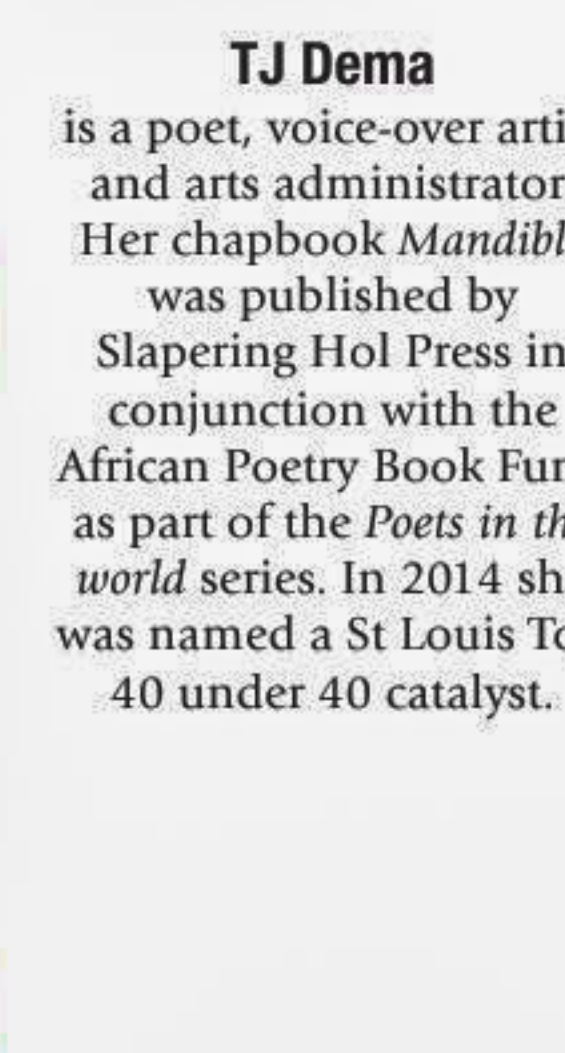 TJ Dema
is a poet, voice-over arti
and arts administrator
Her chapbook Mandibl
was published by
Slapering Hol Press in
conjunction with the
African Poetry Book Fun
as part of the Poets in th
world series. In 2014 sh
was named a St Louis To
40 under 40 catalyst.